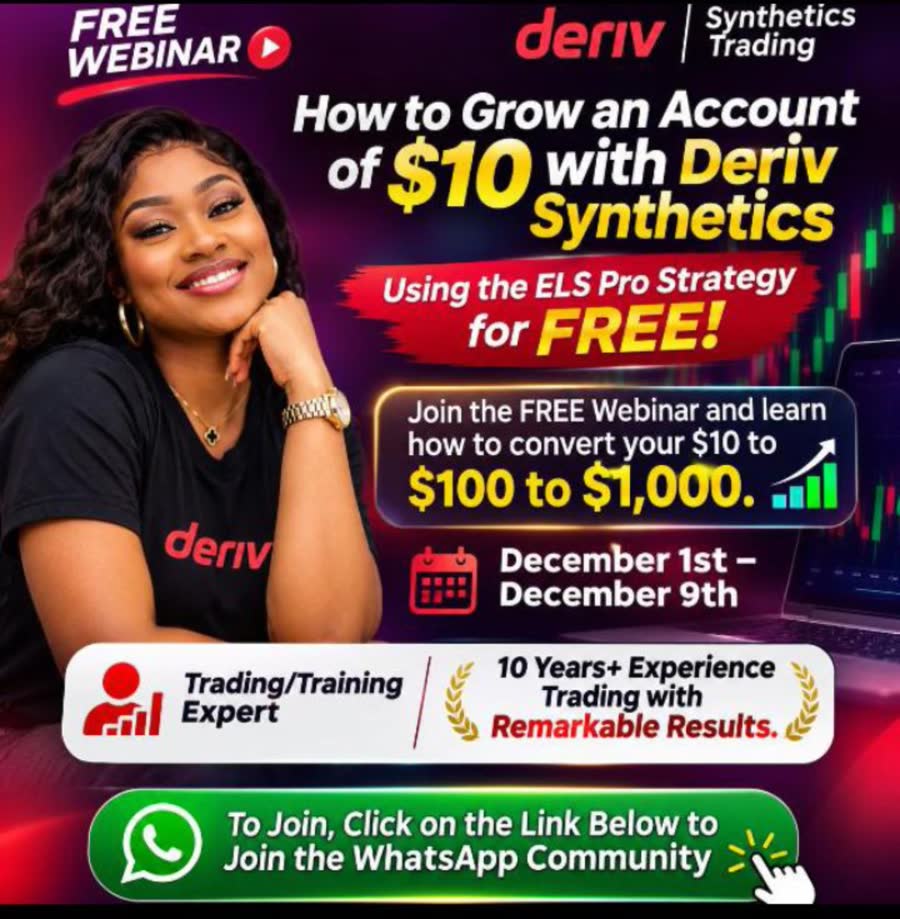 FREE
WEBINAR
deriv
Synthetics
Trading
How to Grow an Account
of $10 with Deriv
Synthetics
Using the ELS Pro Strategy
for FREE!
Join the FREE Webinar and learn
how to convert your $10 to
$100 to $1,000.
deriv
December 1st –
December 9th
Trading/Training
Expert
10 Years+ Experience
Trading with
Remarkable Results.
To Join, Click on the Link Below to
Join the WhatsApp Community